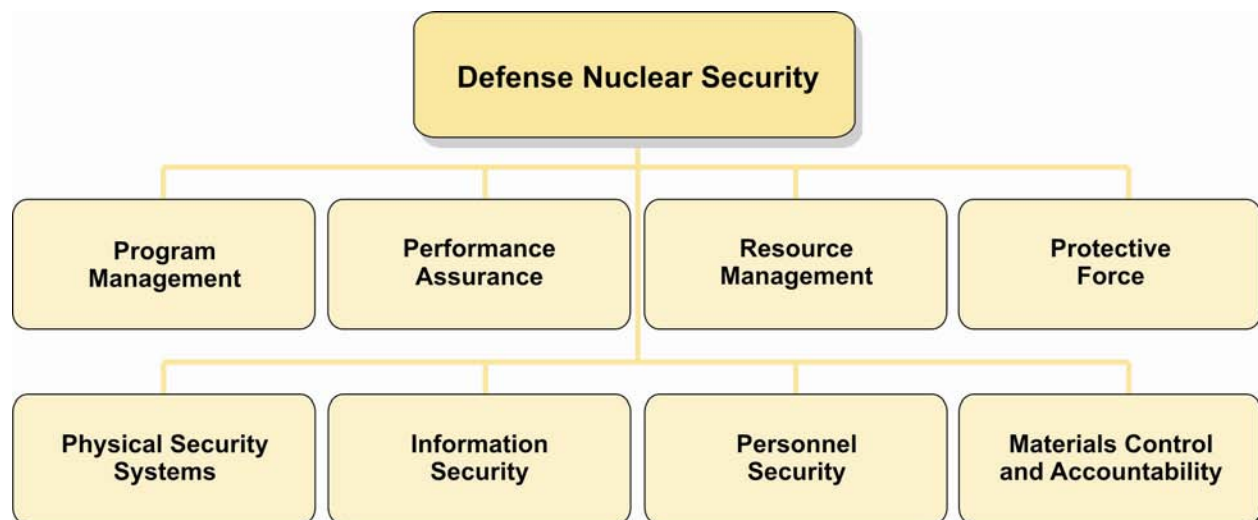 Defense Nuclear Security
Program
Management
Performance
Assurance
Resource
Management
Protective
Force
Physical Security
Systems
Information
Security
Personnel
Security
Materials Control
and Accountability